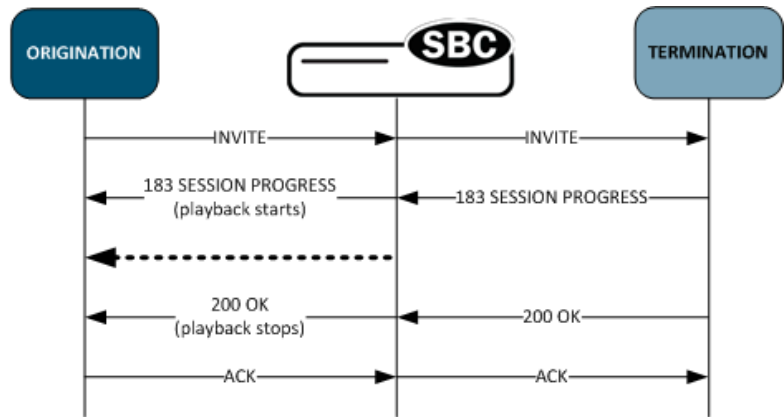 ORIGINATION
SBC
TERMINATION
INVITE
INVITE
183 SESSION PROGRESS
(playback starts)
183 SESSION PROGRESS
200 OK
(playback stops)
200 OK
ACK
ACK